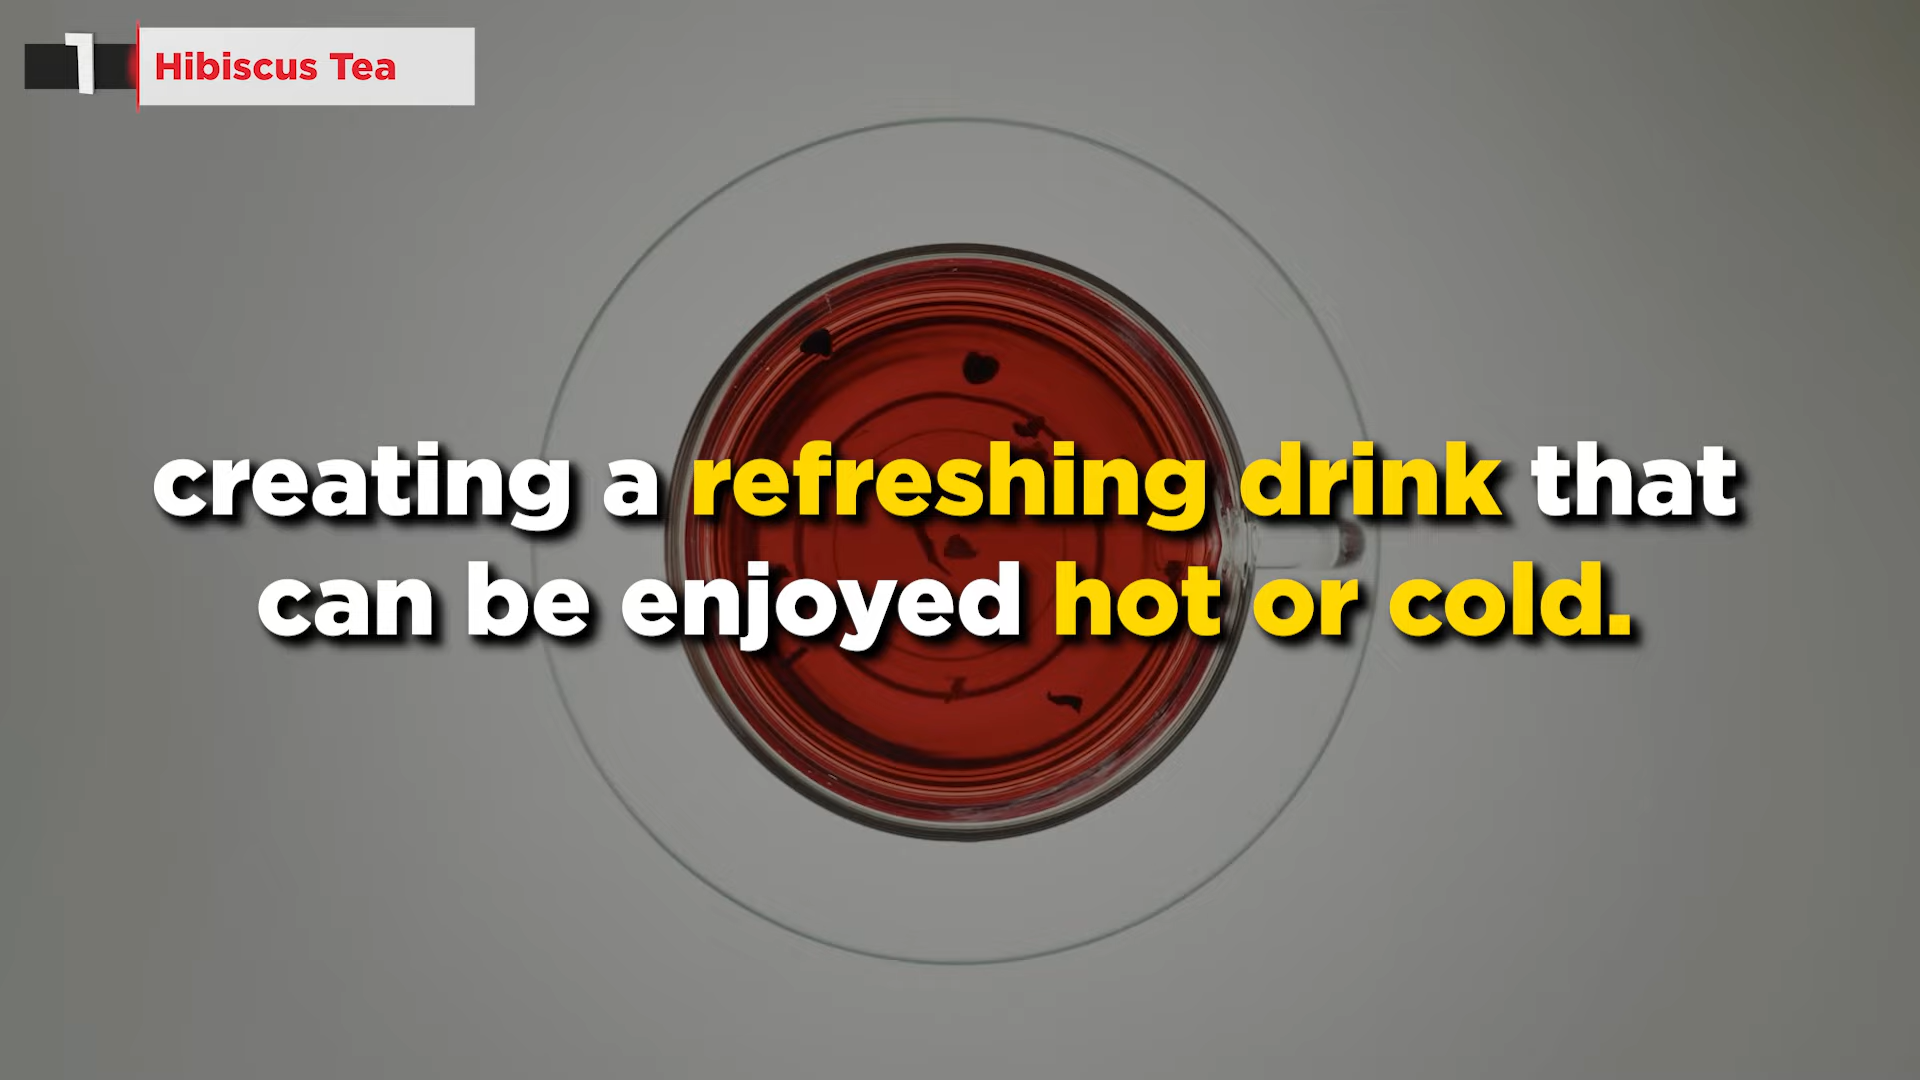 1
Hibiscus Tea
creating a refreshing drink that
can be enjoyed hot or cold.